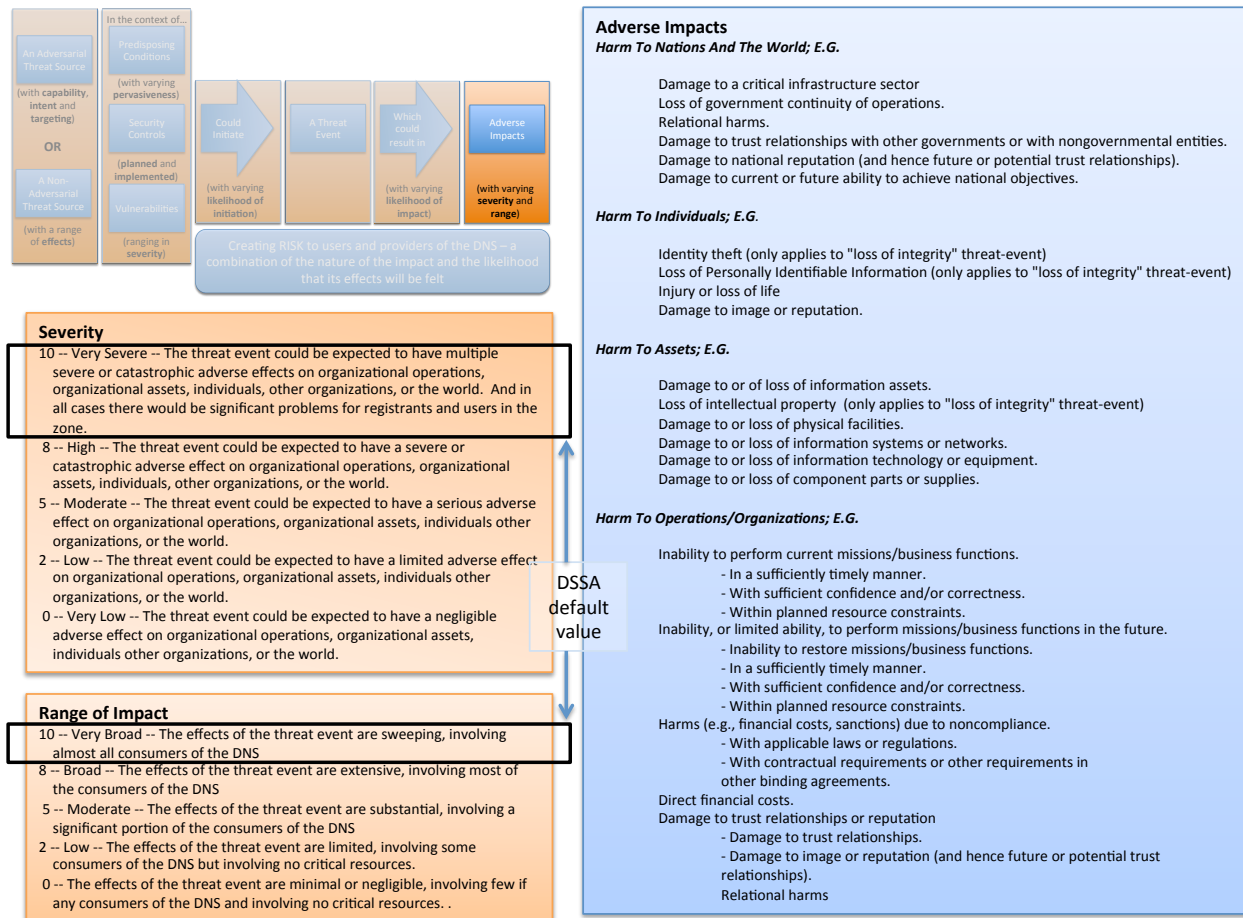 In the context of...
An Adversarial
Threat Source
(with capability,
intent and
targeting)
OR
A Non-
Adversarial
Threat Source
(with a range
of effects)
Predisposing
Conditions
(with varying
pervasiveness)
Security
Controls
(planned and
implemented)
Vulnerabilities
(ranging in
severity)
Could
Initiate
(with varying
likelihood of
initiation)
A Threat
Event
Which
could
result in
(with varying
likelihood of
impact)
Adverse
Impacts
(with varying
severity and
range)
Creating RISK to users and providers of the DNS – a
combination of the nature of the impact and the likelihood
that its effects will be felt
Severity
10 -- Very Severe -- The threat event could be expected to have multiple
severe or catastrophic adverse effects on organizational operations,
organizational assets, individuals, other organizations, or the world.  And in
all cases there would be significant problems for registrants and users in the
zone.
8 -- High -- The threat event could be expected to have a severe or
catastrophic adverse effect on organizational operations, organizational
assets, individuals, other organizations, or the world.
5 -- Moderate -- The threat event could be expected to have a serious adverse
effect on organizational operations, organizational assets, individuals other
organizations, or the world.
2 -- Low -- The threat event could be expected to have a limited adverse effect
on organizational operations, organizational assets, individuals other
organizations, or the world.
0 -- Very Low -- The threat event could be expected to have a negligible
adverse effect on organizational operations, organizational assets,
individuals other organizations, or the world.
DSSA
default
value
Range of Impact
10 -- Very Broad -- The effects of the threat event are sweeping, involving
almost all consumers of the DNS
8 -- Broad -- The effects of the threat event are extensive, involving most of
the consumers of the DNS
5 -- Moderate -- The effects of the threat event are substantial, involving a
significant portion of the consumers of the DNS
2 -- Low -- The effects of the threat event are limited, involving some
consumers of the DNS but involving no critical resources.
0 -- The effects of the threat event are minimal or negligible, involving few if
any consumers of the DNS and involving no critical resources. .
Adverse Impacts
Harm To Nations And The World; E.G.
Damage to a critical infrastructure sector
Loss of government continuity of operations.
Relational harms.
Damage to trust relationships with other governments or with nongovernmental entities.
Damage to national reputation (and hence future or potential trust relationships).
Damage to current or future ability to achieve national objectives.
Harm To Individuals; E.G.
Identity theft (only applies to "loss of integrity" threat-event)
Loss of Personally Identifiable Information (only applies to "loss of integrity" threat-event)
Injury or loss of life
Damage to image or reputation.
Harm To Assets; E.G.
Damage to or of loss of information assets.
Loss of intellectual property  (only applies to "loss of integrity" threat-event)
Damage to or loss of physical facilities.
Damage to or loss of information systems or networks.
Damage to or loss of information technology or equipment.
Damage to or loss of component parts or supplies.
Harm To Operations/Organizations; E.G.
Inability to perform current missions/business functions.
- In a sufficiently timely manner.
- With sufficient confidence and/or correctness.
- Within planned resource constraints.
Inability, or limited ability, to perform missions/business functions in the future.
- Inability to restore missions/business functions.
- In a sufficiently timely manner.
- With sufficient confidence and/or correctness.
- Within planned resource constraints.
Harms (e.g., financial costs, sanctions) due to noncompliance.
- With applicable laws or regulations.
- With contractual requirements or other requirements in
other binding agreements.
Direct financial costs.
Damage to trust relationships or reputation
- Damage to trust relationships.
- Damage to image or reputation (and hence future or potential trust
relationships).
Relational harms